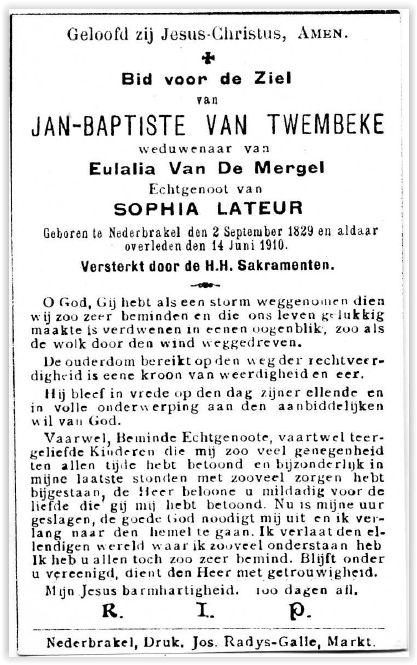 Geloofd zij Jesus-Christus, AMEN.
Bid voor de Ziel
van
JAN-BAPTISTE VAN TWEMBEKE
weduwenaar van
Eulalia Van De Mergel
Echtgenoot van
SOPHIA LATEUR
Geboren te Nederbrakel den 2 September 1829 en aldaar
overleden den 14 Juni 1910.
Versterkt door de H.H. Sakramenten.
O God, Gij hebt als een storm weggenomen dien
wij zoo zeer beminden en die ons leven gelukkig
maakte is verdwenen in eenen oogenblik, zoo als
de wolk door den wind weggedreven.
De ouderdom bereikt op den weg der rechtveer-
digheid is eene kroon van weerdigheid en eer.
Hij bleef in vrede op den dag zijner ellende en
in volle onderwerping aan den aanbiddelijken
wil van God.
Vaarwel, Beminde Echtgenoote, vaartwel teer-
geliefde Kinderen die mij zoo veel genegenheid
ten allen tijde hebt betoond en bijzonderlijk in
mijne laatste stonden met zooveel zorgen hebt
bijgestaan, de Heer beloone u mildadig voor de
liefde die gij mij hebt betoond. Nu is mijne uur
geslagen, de goede God noodigt mij uit en ik ver-
lang naar den hemel te gaan. Ik verlaat den el-
lendigen wereld waar ik zooveel onderstaan heb
Ik heb u allen toch zoo zeer bemind. Blijft onder
u vereenigd, dient den Heer met getrouwigheid.
Mijn Jesus barmhartigheid. 100 dagen afl.
R. I. P.
Nederbrakel, Druk. Jos. Radys-Galle, Markt.